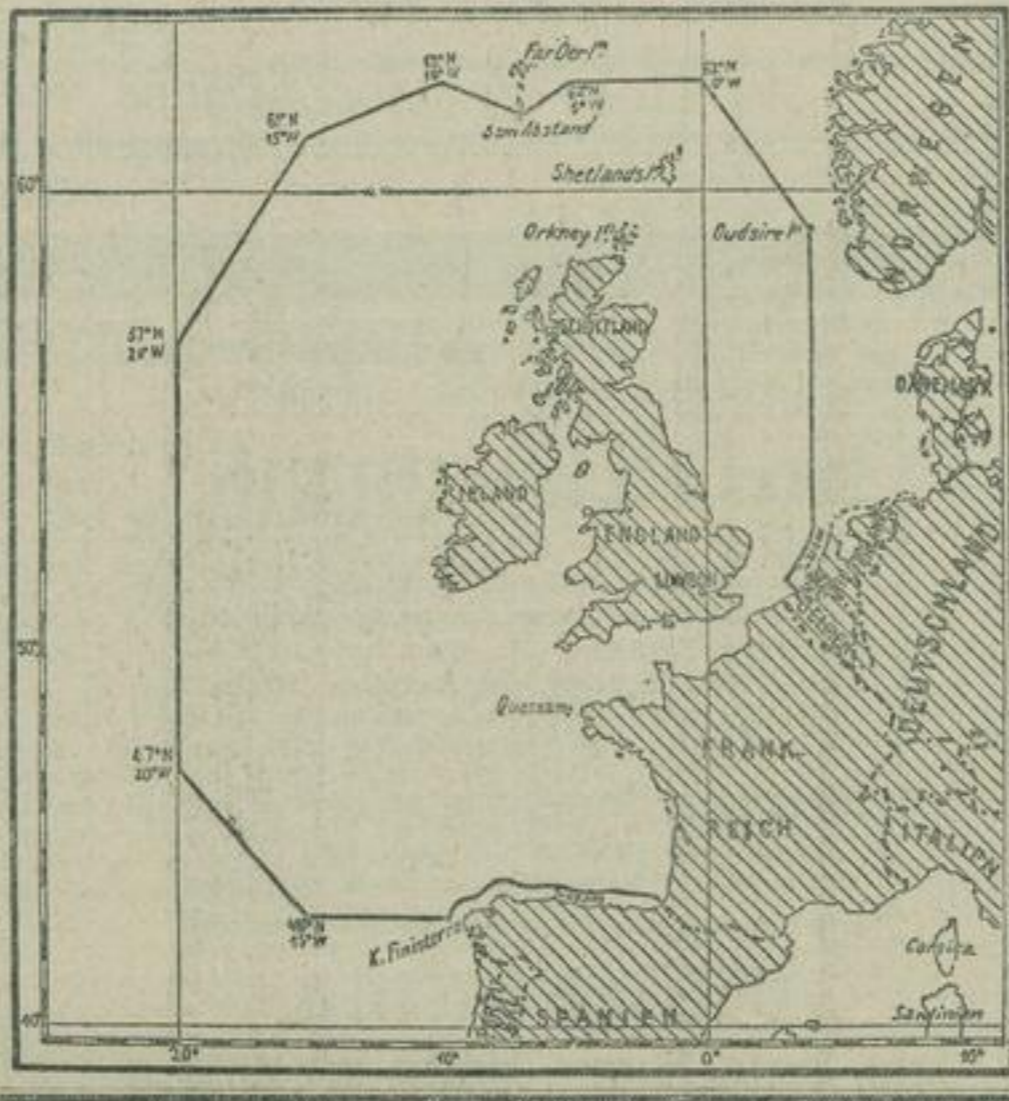 Far Oer In.
62° N
0° W
61° N
15° W
5sm Abstand
Shetlands In.
60°
Orkney In.
Oudsire In.
NORWEGEN
57° N
20° W
SCHOTTLAND
DÄNEMARK
IRLAND
ENGLAND
LONDON
DEUTSCHLAND
50°
Quessant
FRANK-
REICH
47° N
20° W
ITALIEN
15° W
K. Finisterre
Corsica
Sardinien
SPANIEN
40°
20°
10°
0°
10°